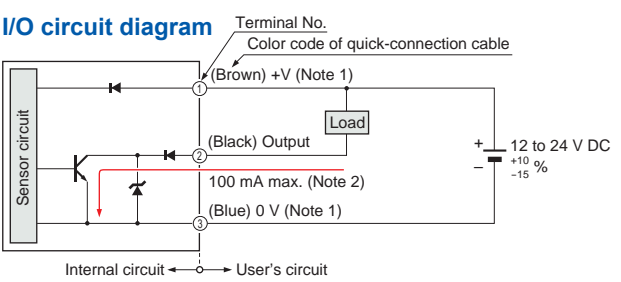 I/O circuit diagram
Terminal No.
Color code of quick-connection cable
(Brown) +V (Note 1)
1
Sensor circuit
Load
(Black) Output
2
+
12 to 24 V DC
– +10 –15 %
100 mA max. (Note 2)
(Blue) 0 V (Note 1)
3
Internal circuit
User's circuit